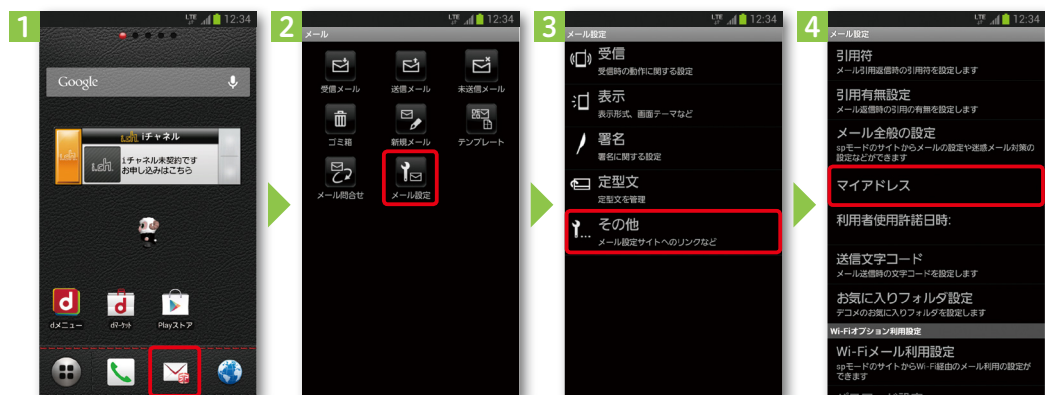 1
LTE 12:34
Google
i.ch. iチャネル
i.ch.
i.ch.
iチャネル未契約です
お申し込みはこちら
d
d
dメニュー
dマーケット
Playストア
2
LTE 12:34
メール
受信メール
送信メール
未送信メール
ゴミ箱
新規メール
テンプレート
メール問合せ
メール設定
3
LTE 12:34
メール設定
受信
受信時の動作に関する設定
表示
表示形式、画面テーマなど
署名
署名に関する設定
定型文
定型文を管理
その他
メール設定サイトへのリンクなど
4
LTE 12:34
メール設定
引用符
メール引用返信時の引用符を設定します
引用有無設定
メール返信時の引用の有無を設定します
メール全般の設定
spモードのサイトからメールの設定や迷惑メール対策の
設定などができます
マイアドレス
利用者使用許諾日時:
送信文字コード
メール送信時の文字コードを設定します
お気に入りフォルダ設定
デコメのお気に入りフォルダを設定します
Wi-Fiオプション利用設定
Wi-Fiメール利用設定
spモードのサイトからWi-Fi経由のメール利用の設定が
できます